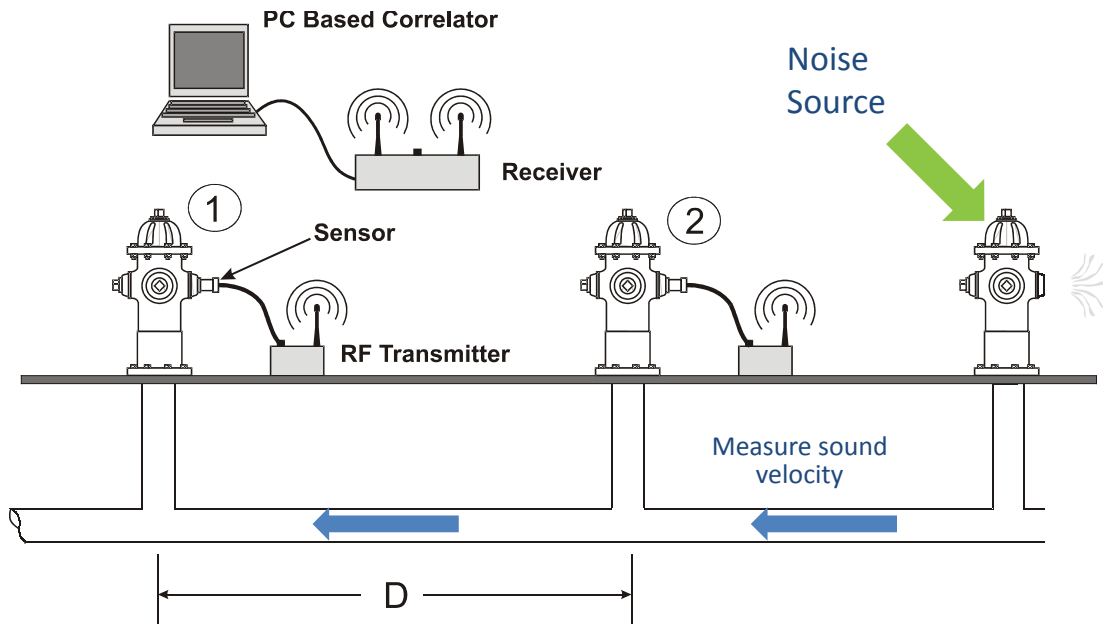 PC Based Correlator
Noise
Source
Receiver
1
2
Sensor
RF Transmitter
Measure sound
velocity
D